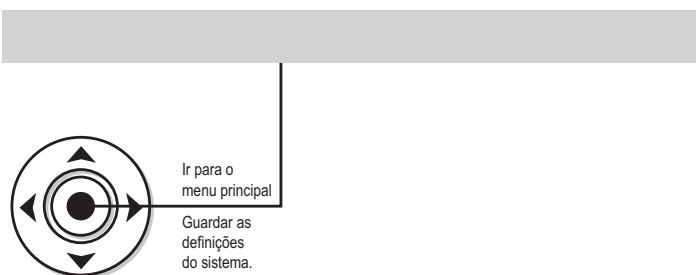 Ir para o
menu principal
Guardar as
definições
do sistema.